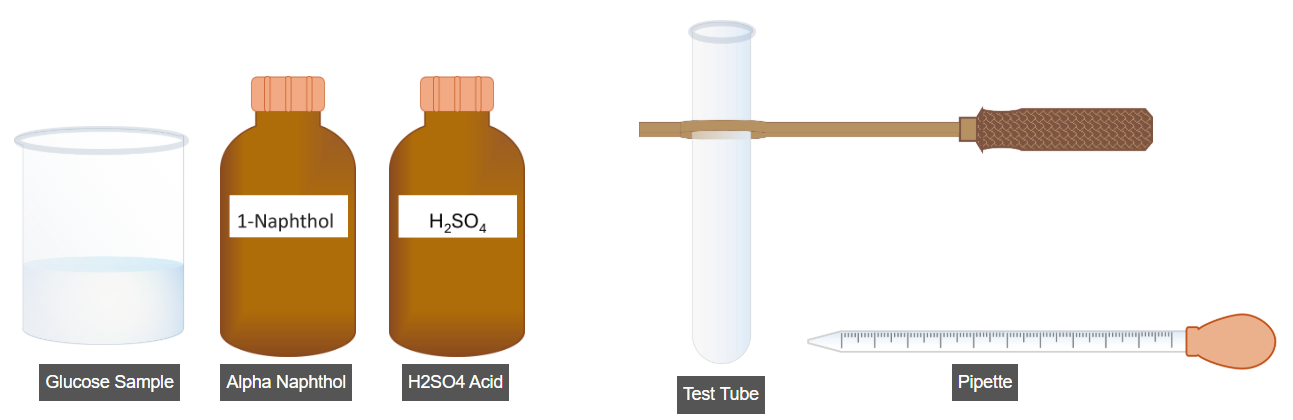 1-Naphthol
H₂SO₄
Glucose Sample
Alpha Naphthol
H2SO4 Acid
Test Tube
Pipette